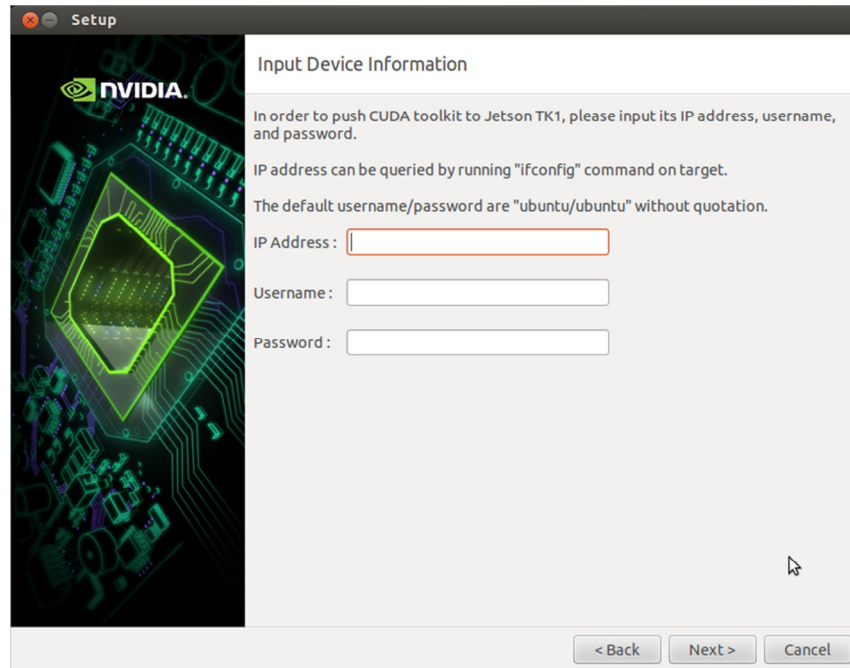 Setup
NVIDIA.
Input Device Information
In order to push CUDA toolkit to Jetson TK1, please input its IP address, username,
and password.
IP address can be queried by running "ifconfig" command on target.
The default username/password are "ubuntu/ubuntu" without quotation.
IP Address :
Username :
Password :
< Back Next > Cancel